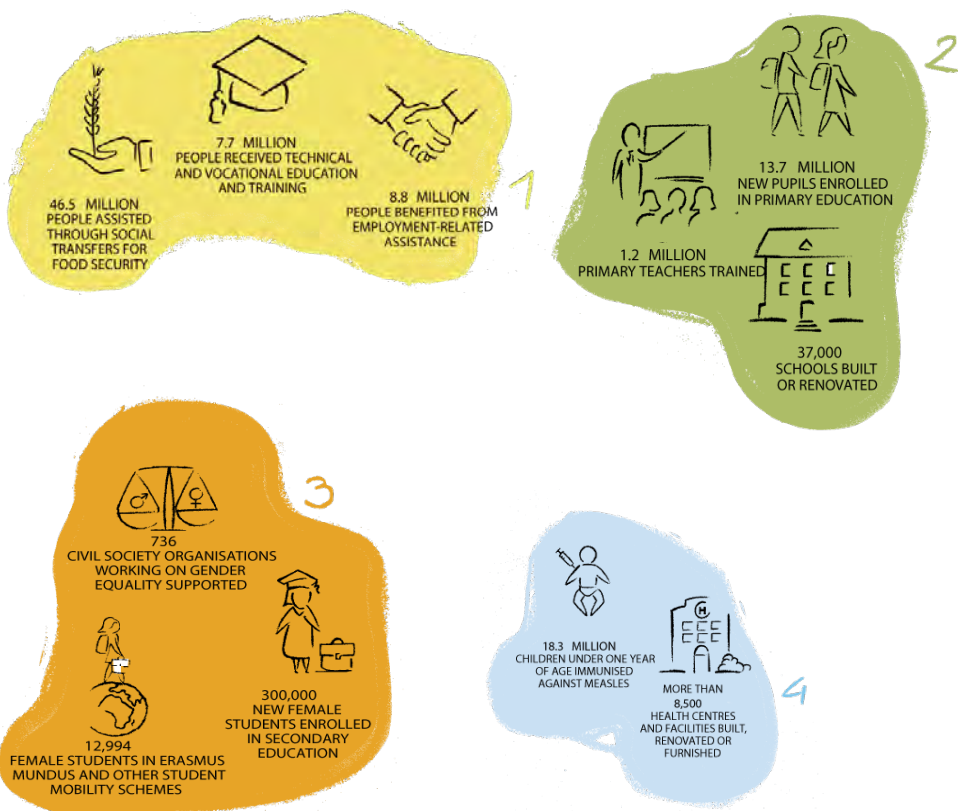 46.5 MILLION
PEOPLE ASSISTED
THROUGH SOCIAL
TRANSFERS FOR
FOOD SECURITY
7.7 MILLION
PEOPLE RECEIVED TECHNICAL
AND VOCATIONAL EDUCATION
AND TRAINING
8.8 MILLION
PEOPLE BENEFITED FROM
EMPLOYMENT-RELATED
ASSISTANCE
1
2
13.7 MILLION
NEW PUPILS ENROLLED
IN PRIMARY EDUCATION
1.2 MILLION
PRIMARY TEACHERS TRAINED
37,000
SCHOOLS BUILT
OR RENOVATED
3
736
CIVIL SOCIETY ORGANISATIONS
WORKING ON GENDER
EQUALITY SUPPORTED
300,000
NEW FEMALE
STUDENTS ENROLLED
IN SECONDARY
EDUCATION
12,994
FEMALE STUDENTS IN ERASMUS
MUNDUS AND OTHER STUDENT
MOBILITY SCHEMES
18.3 MILLION
CHILDREN UNDER ONE YEAR
OF AGE IMMUNISED
AGAINST MEASLES
H
MORE THAN
8,500
HEALTH CENTRES
AND FACILITIES BUILT,
RENOVATED OR
FURNISHED
4